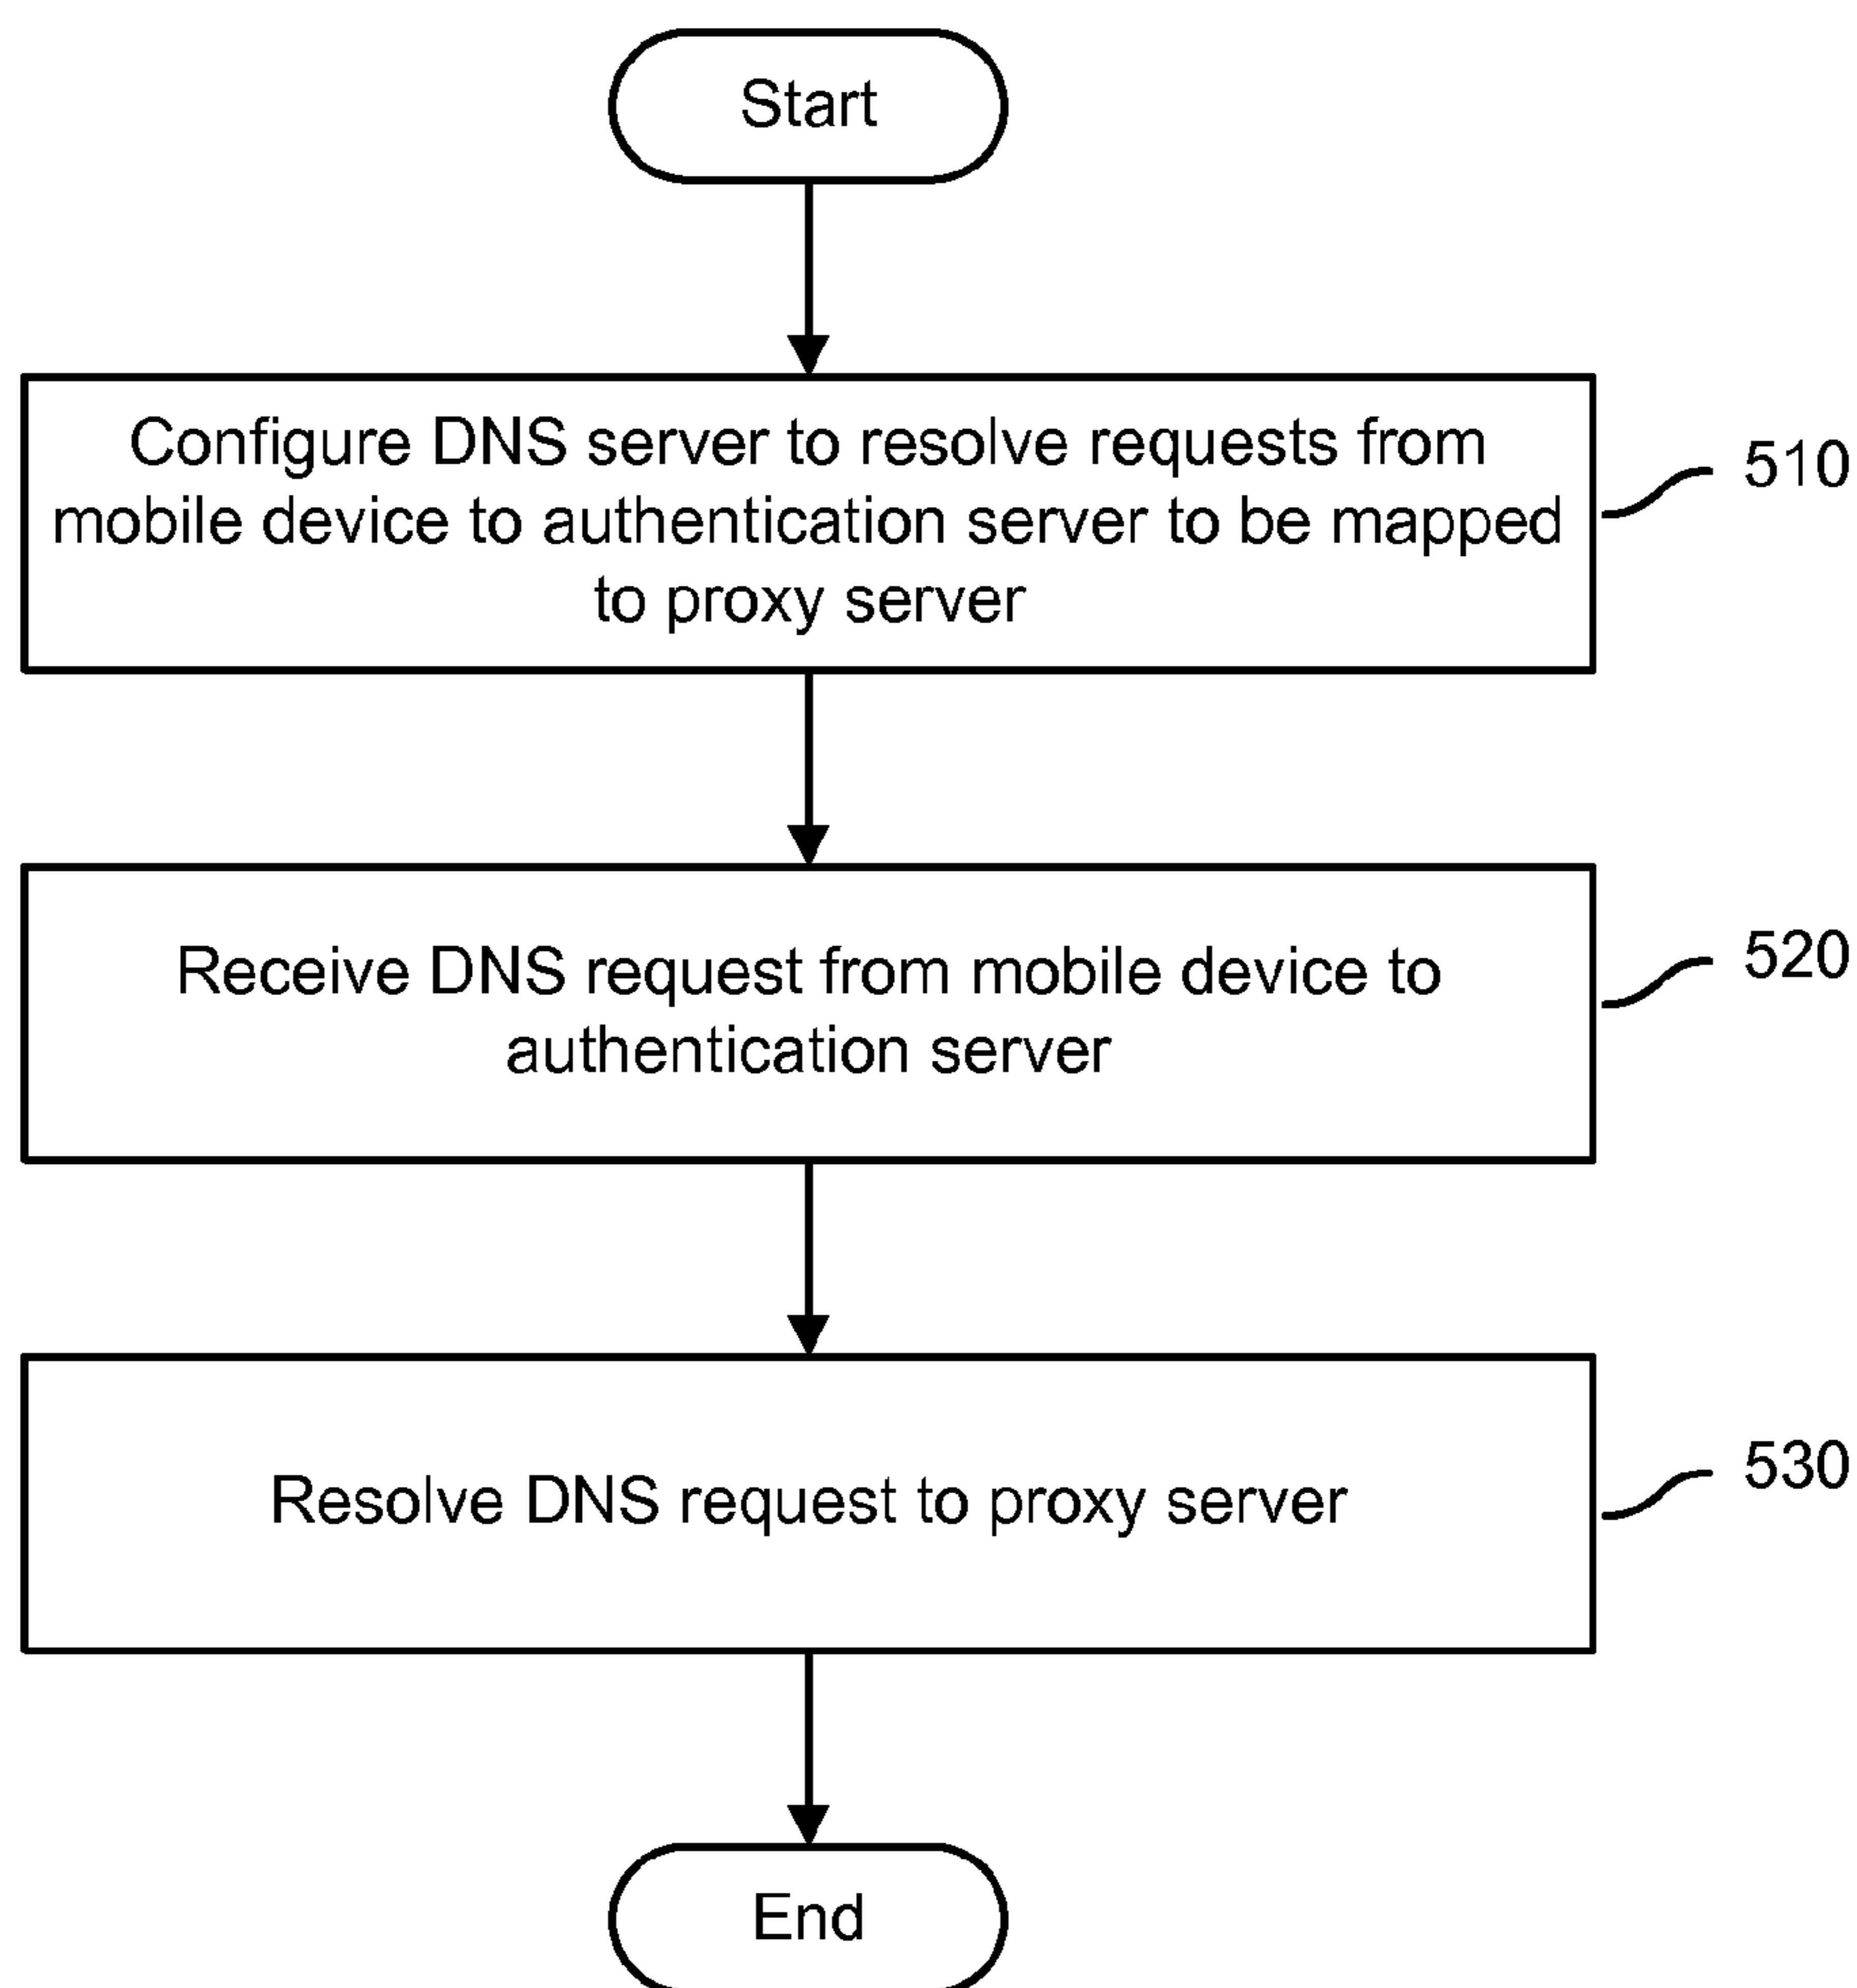 Start
Configure DNS server to resolve requests from
mobile device to authentication server to be mapped
to proxy server
510
Receive DNS request from mobile device to
authentication server
520
Resolve DNS request to proxy server
530
End